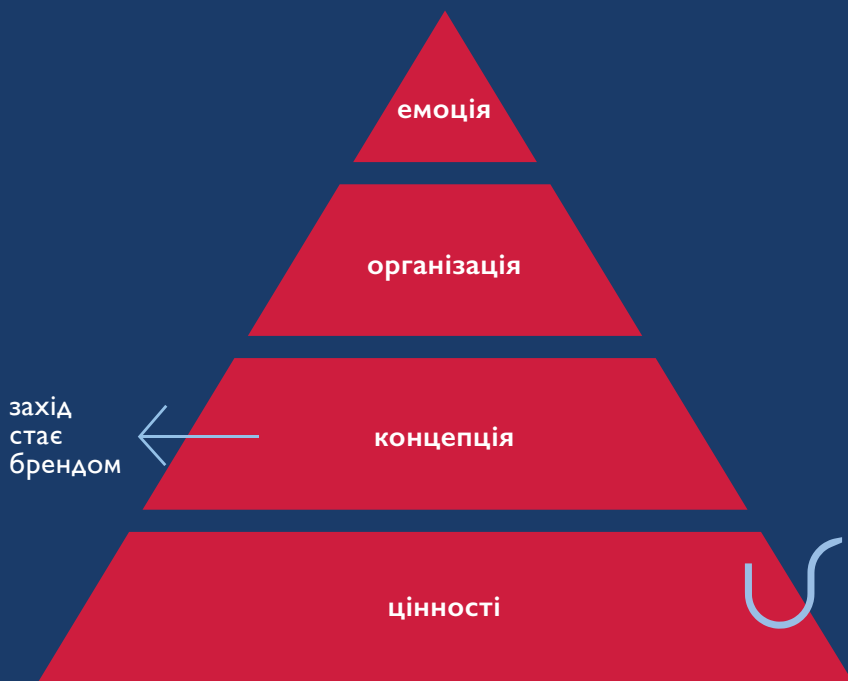 емоція
організація
захід
стає
брендом
концепція
цінності